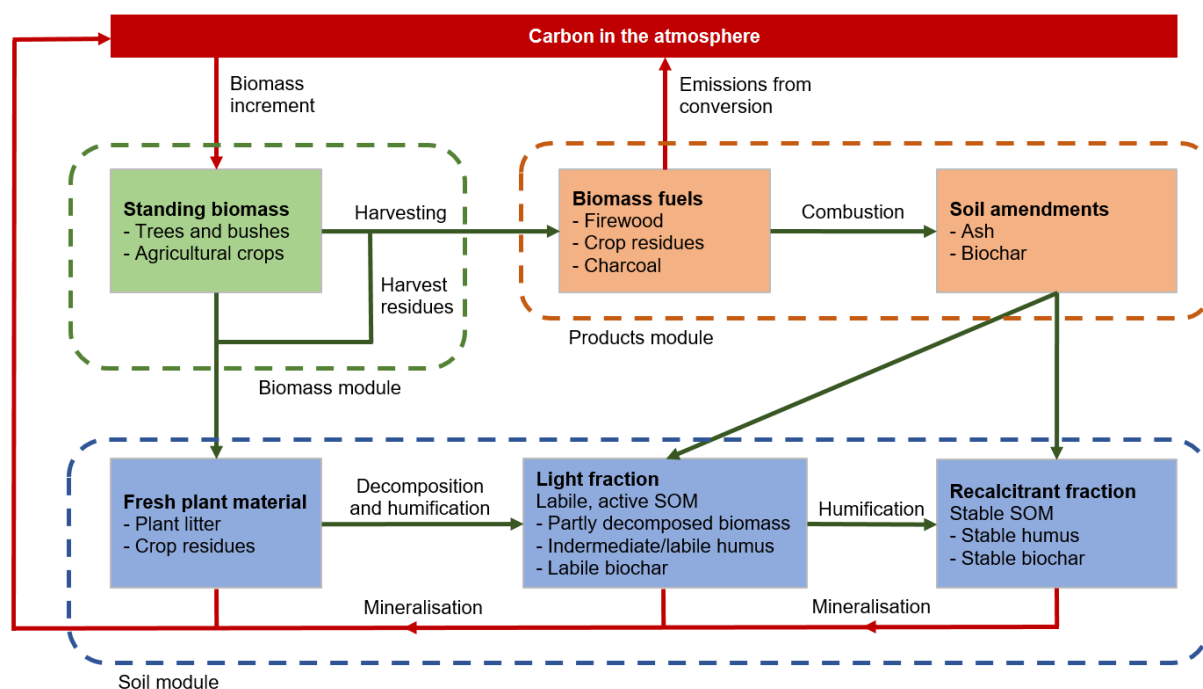 Carbon in the atmosphere
Biomass
increment
Emissions from
conversion
Standing biomass
- Trees and bushes
- Agricultural crops
Harvesting
Harvest
residues
Biomass module
Biomass fuels
- Firewood
- Crop residues
- Charcoal
Combustion
Soil amendments
- Ash
- Biochar
Products module
Fresh plant material
- Plant litter
- Crop residues
Decomposition
and humification
Light fraction
Labile, active SOM
- Partly decomposed biomass
- Indermediate/labile humus
- Labile biochar
Humification
Recalcitrant fraction
Stable SOM
- Stable humus
- Stable biochar
Mineralisation
Mineralisation
Soil module